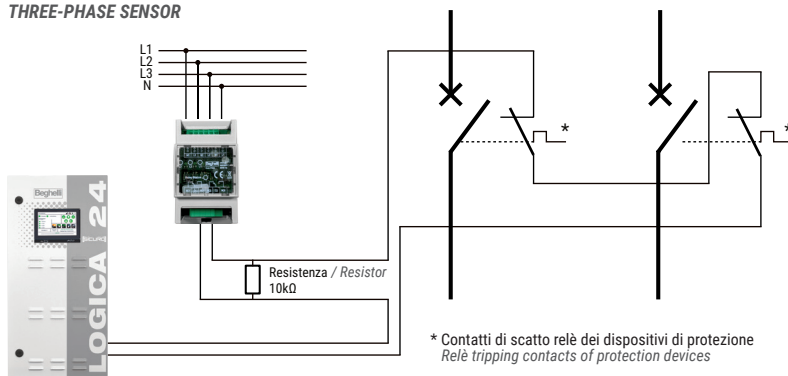 THREE-PHASE SENSOR
L1
L2
L3
N
*
*
Beghelli
LOGICA 24
Resistenza / Resistor
10kΩ
* Contatti di scatto relè dei dispositivi di protezione
Relè tripping contacts of protection devices